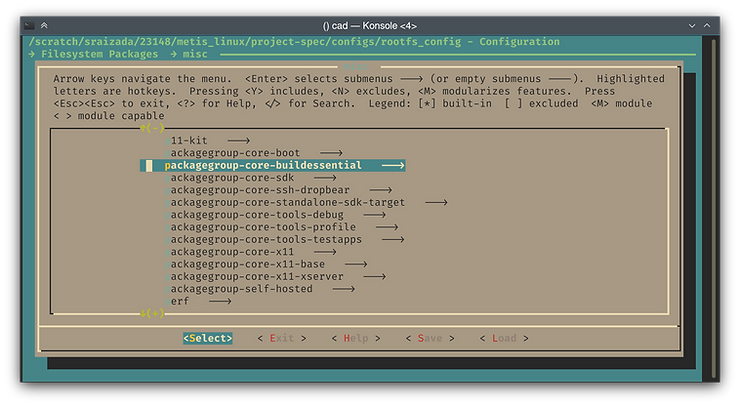 () cad — Konsole <4>
/scratch/sraizada/23148/metis_linux/project-spec/configs/rootfs_config - Configuration
→ Filesystem Packages → misc
Arrow keys navigate the menu. <Enter> selects submenus ---> (or empty submenus ----). Highlighted
letters are hotkeys. Pressing <Y> includes, <N> excludes, <M> modularizes features. Press
<Esc><Esc> to exit, <?> for Help, </> for Search. Legend: [*] built-in [ ] excluded <M> module
< > module capable
↑(-)
11-kit --->
ackagegroup-core-boot --->
packagegroup-core-buildessential --->
ackagegroup-core-sdk --->
ackagegroup-core-ssh-dropbear --->
ackagegroup-core-standalone-sdk-target --->
ackagegroup-core-tools-debug --->
ackagegroup-core-tools-profile --->
ackagegroup-core-tools-testapps --->
ackagegroup-core-x11 --->
ackagegroup-core-x11-base --->
ackagegroup-core-x11-xserver --->
ackagegroup-self-hosted --->
erf --->
↓(+)
<Select> < Exit > < Help > < Save > < Load >